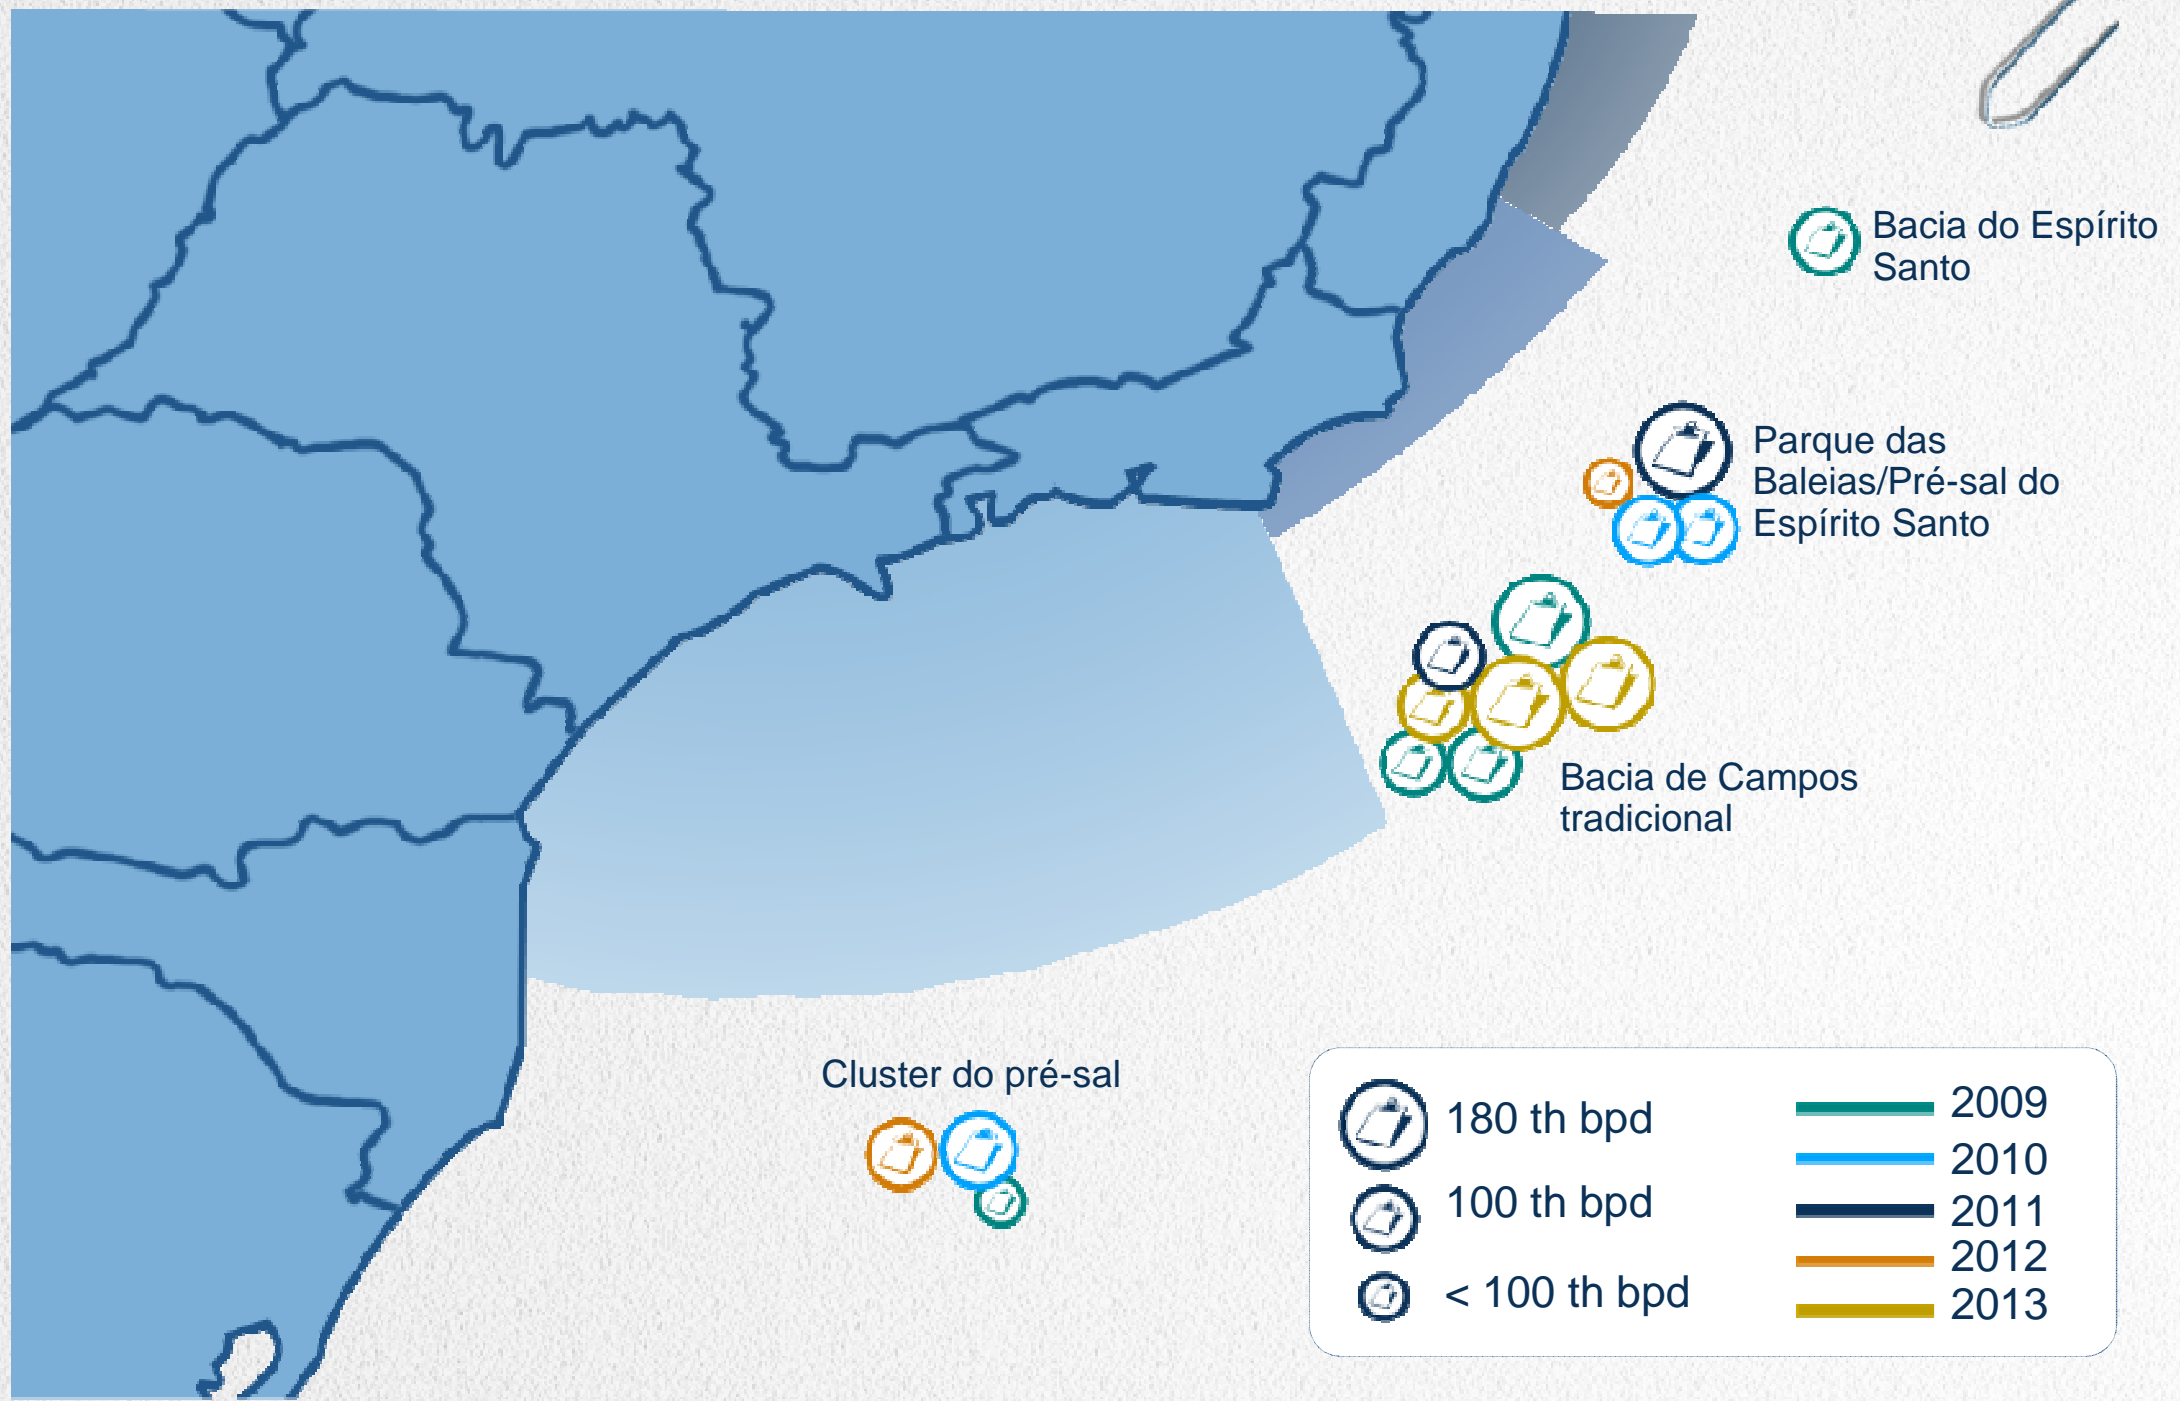 Bacia do Espírito
Santo
Parque das
Baleias/Pré-sal do
Espírito Santo
Bacia de Campos
tradicional
Cluster do pré-sal
180 th bpd
100 th bpd
< 100 th bpd
2009
2010
2011
2012
2013